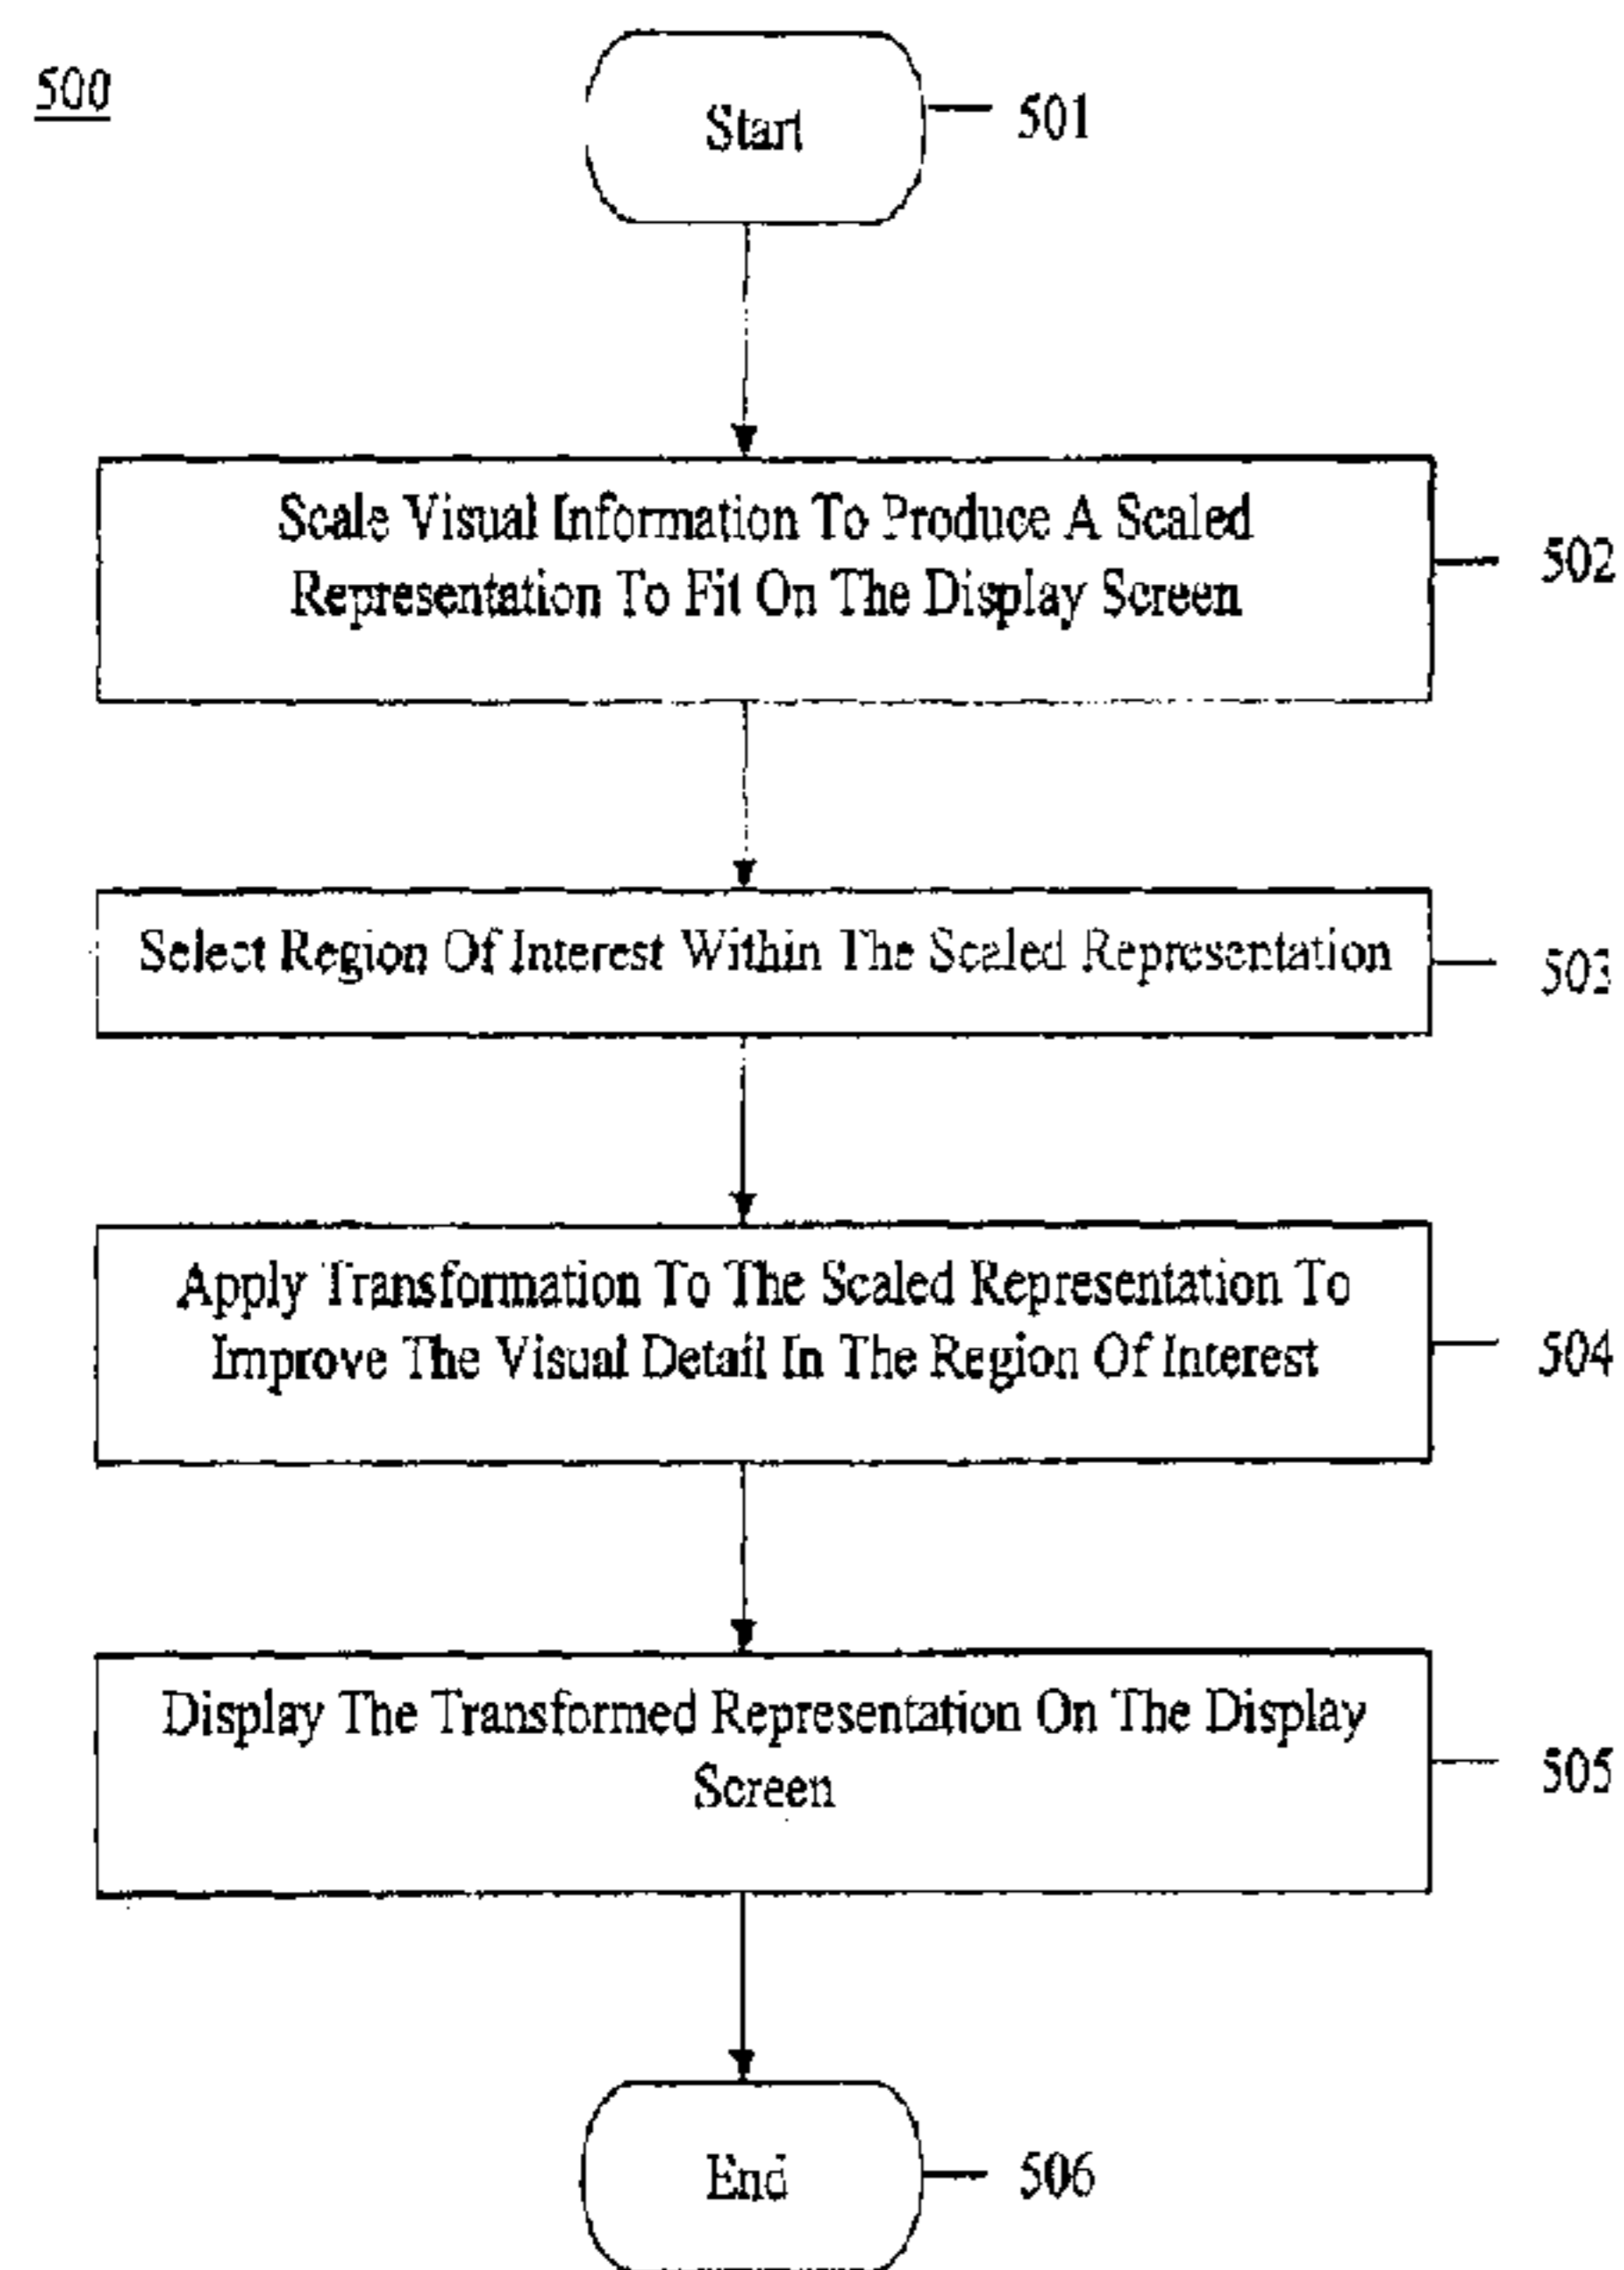 500
Start
501
Scale Visual Information To Produce A Scaled
Representation To Fit On The Display Screen
502
Select Region Of Interest Within The Scaled Representation
503
Apply Transformation To The Scaled Representation To
Improve The Visual Detail In The Region Of Interest
504
Display The Transformed Representation On The Display
Screen
505
End
506